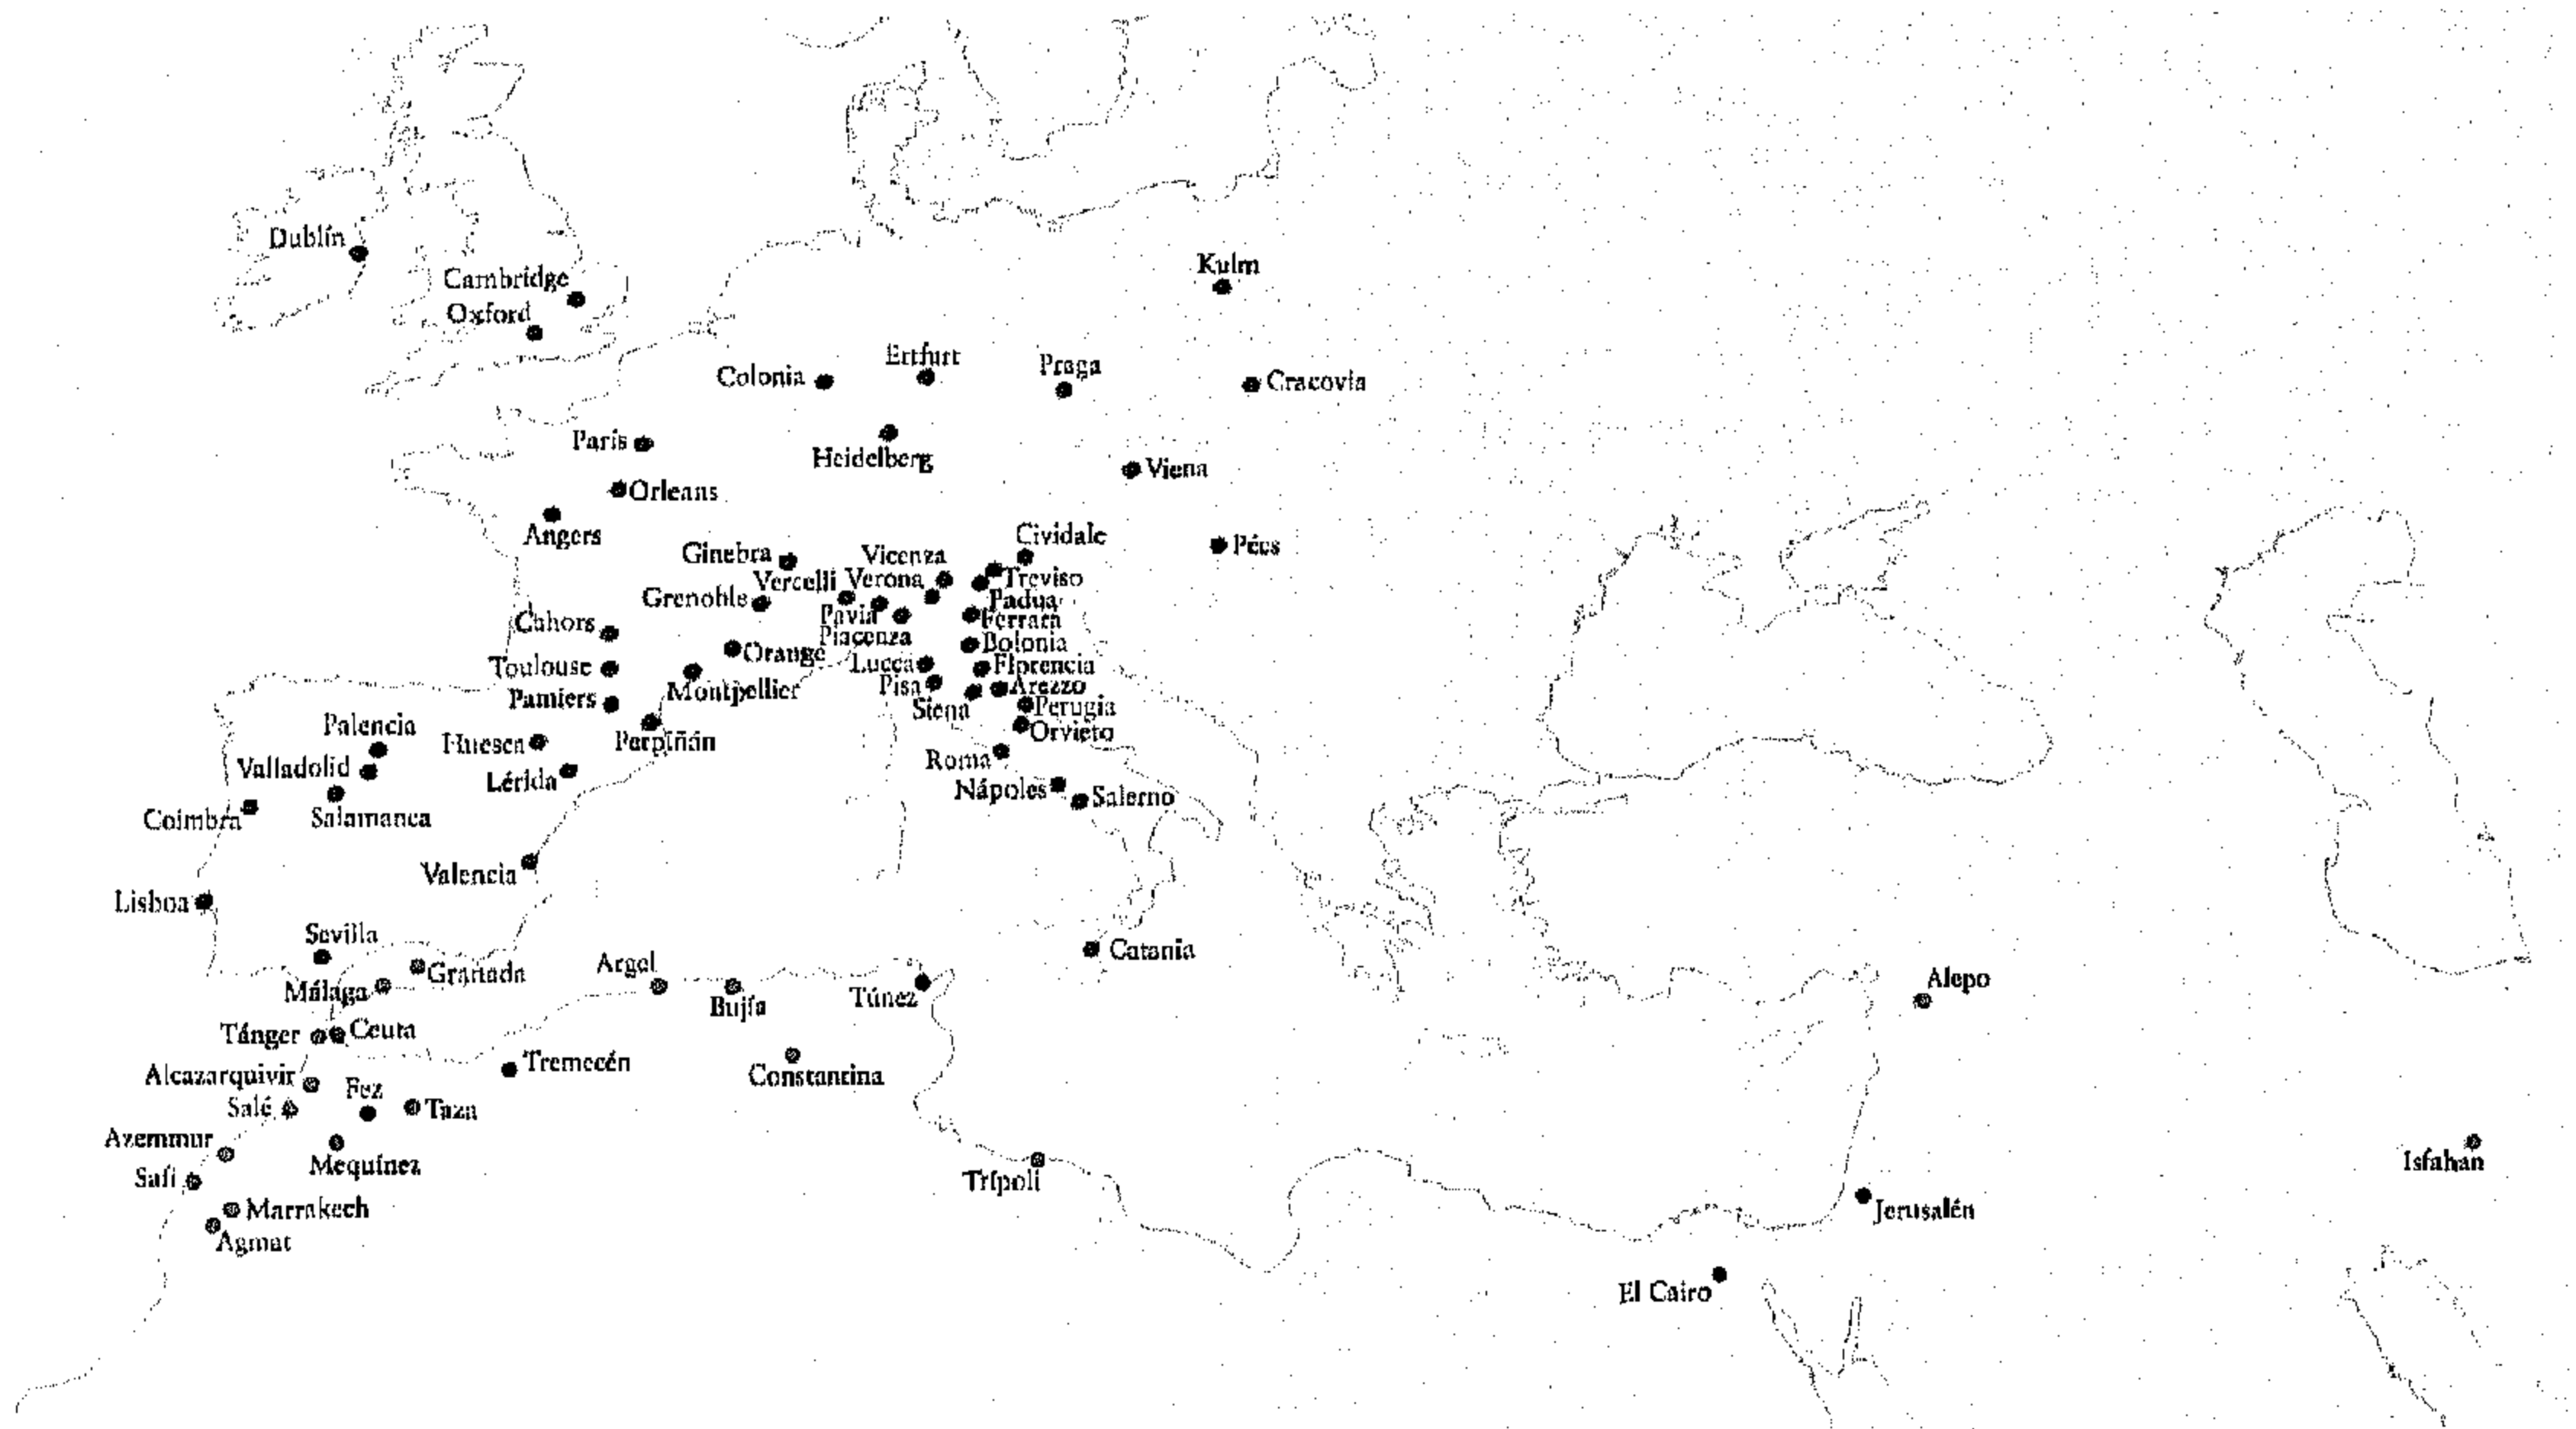 Dublín
Cambridge
Oxford
Kulm
Colonia
Ertfurt
Praga
Cracovia
París
Heidelberg
Viena
Orleans
Angers
Ginebra
Vicenza
Cividale
Pécs
Vercelli
Verona
Treviso
Grenoble
Pavia
Padua
Ferrara
Cahors
Piacenza
Bolonia
Orange
Toulouse
Lucca
Florencia
Montpellier
Pisa
Arezzo
Pamiers
Siena
Perugia
Palencia
Huesca
Perpiñán
Orvieto
Valladolid
Lérida
Roma
Nápoles
Salerno
Coimbra
Salamanca
Valencia
Lisboa
Sevilla
Granada
Argel
Catania
Málaga
Bujía
Túnez
Alepo
Tánger
Ceuta
Tremecén
Constantina
Alcazarquivir
Fez
Salé
Taza
Azemmur
Mequínez
Safi
Trípoli
Isfahan
Marrakech
Jerusalén
Agmat
El Cairo